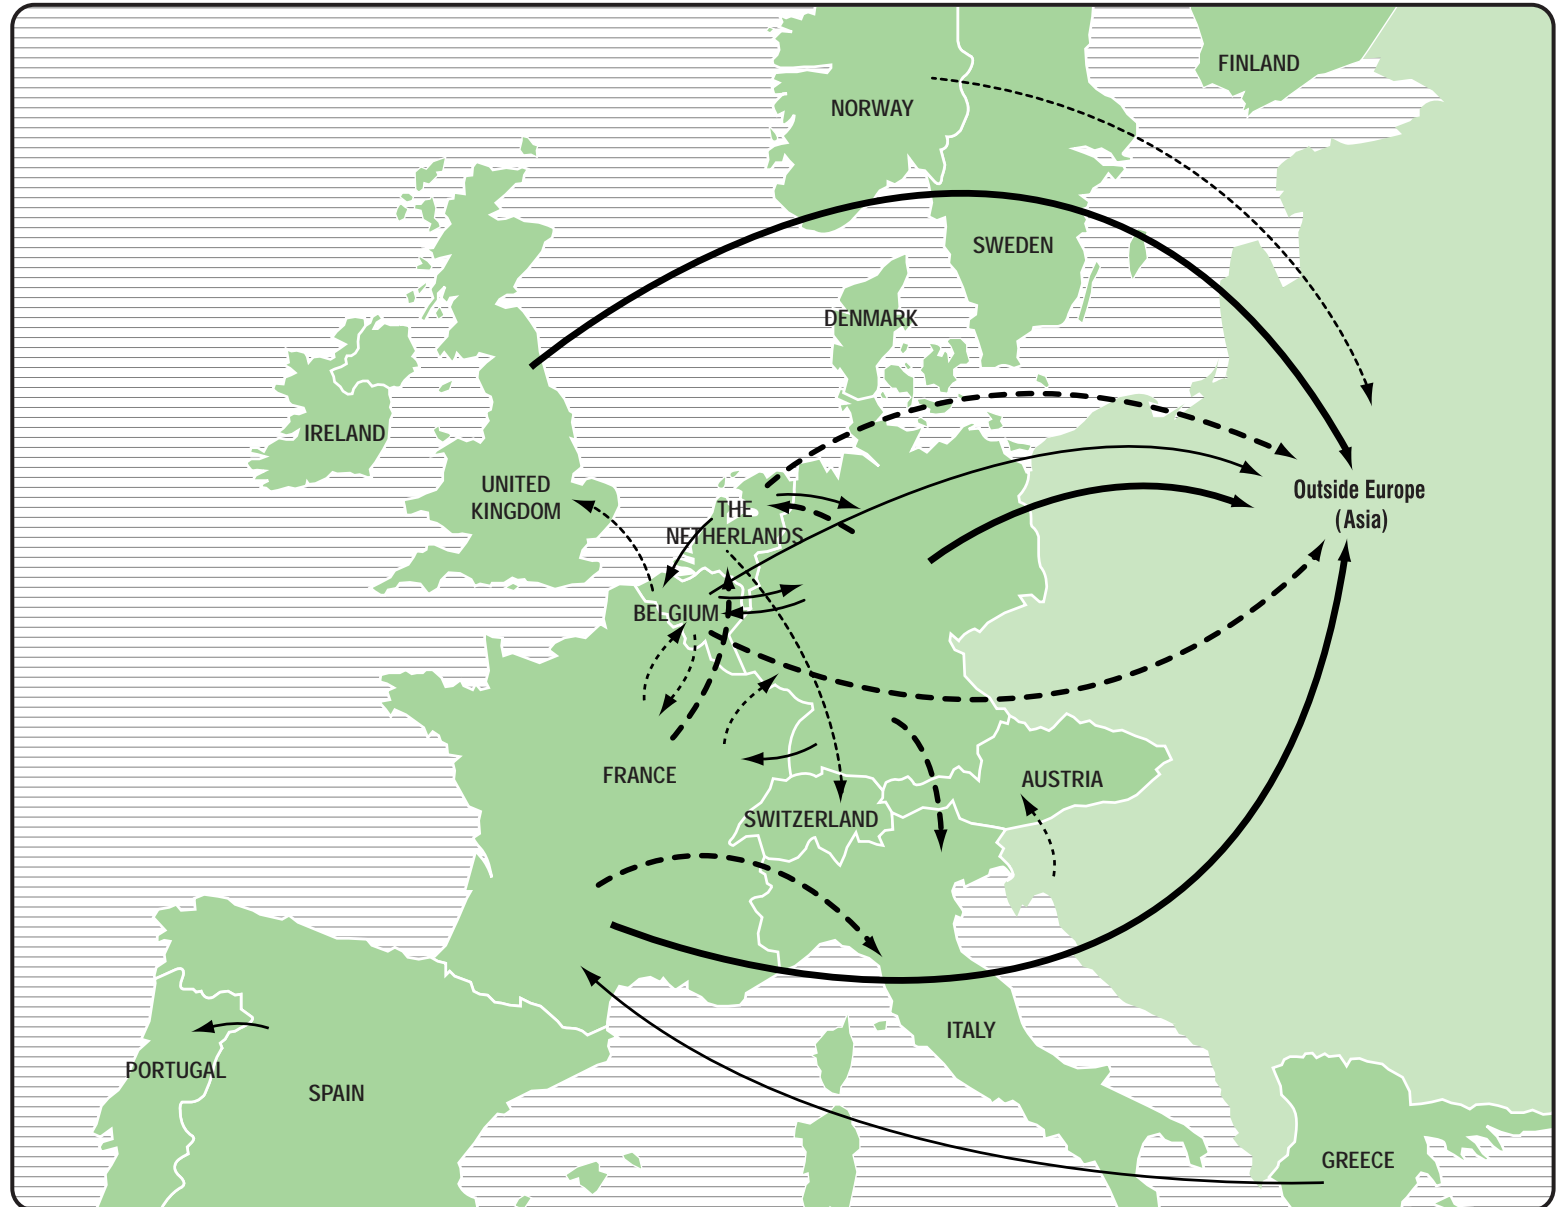 FINLAND
NORWAY
SWEDEN
DENMARK
IRELAND
UNITED
KINGDOM
THE
NETHERLANDS
Outside Europe
(Asia)
BELGIUM
FRANCE
AUSTRIA
SWITZERLAND
ITALY
PORTUGAL
SPAIN
GREECE